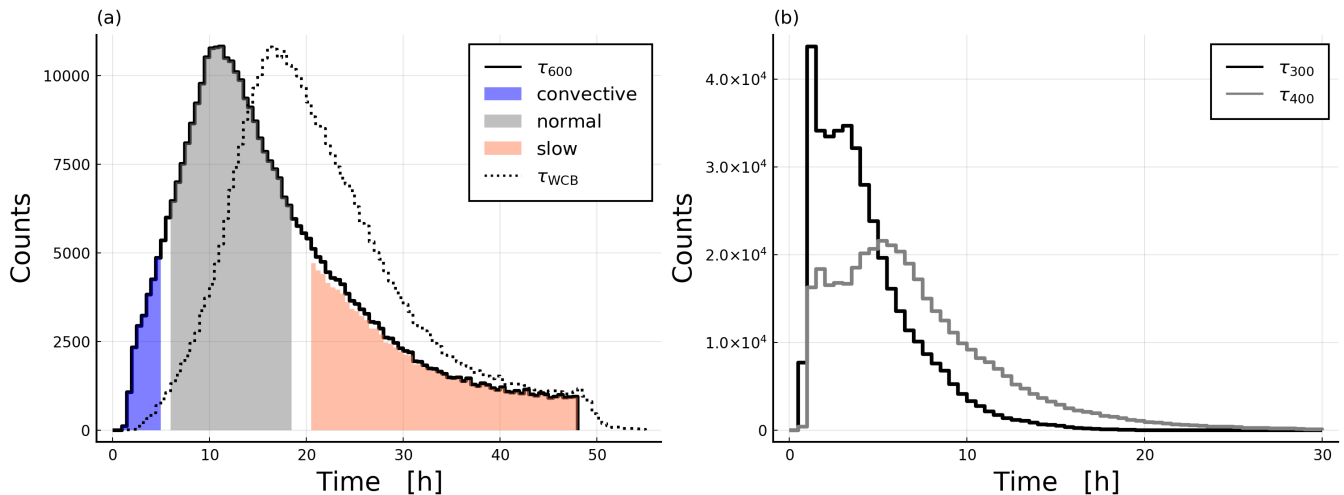 (a)
10000
7500
5000
2500
0
Counts
0 10 20 30 40 50
Time [h]
τ600
convective
normal
slow
τWCB
(b)
4.0×10⁴
3.0×10⁴
2.0×10⁴
1.0×10⁴
0
Counts
0 10 20 30
Time [h]
τ300
τ400